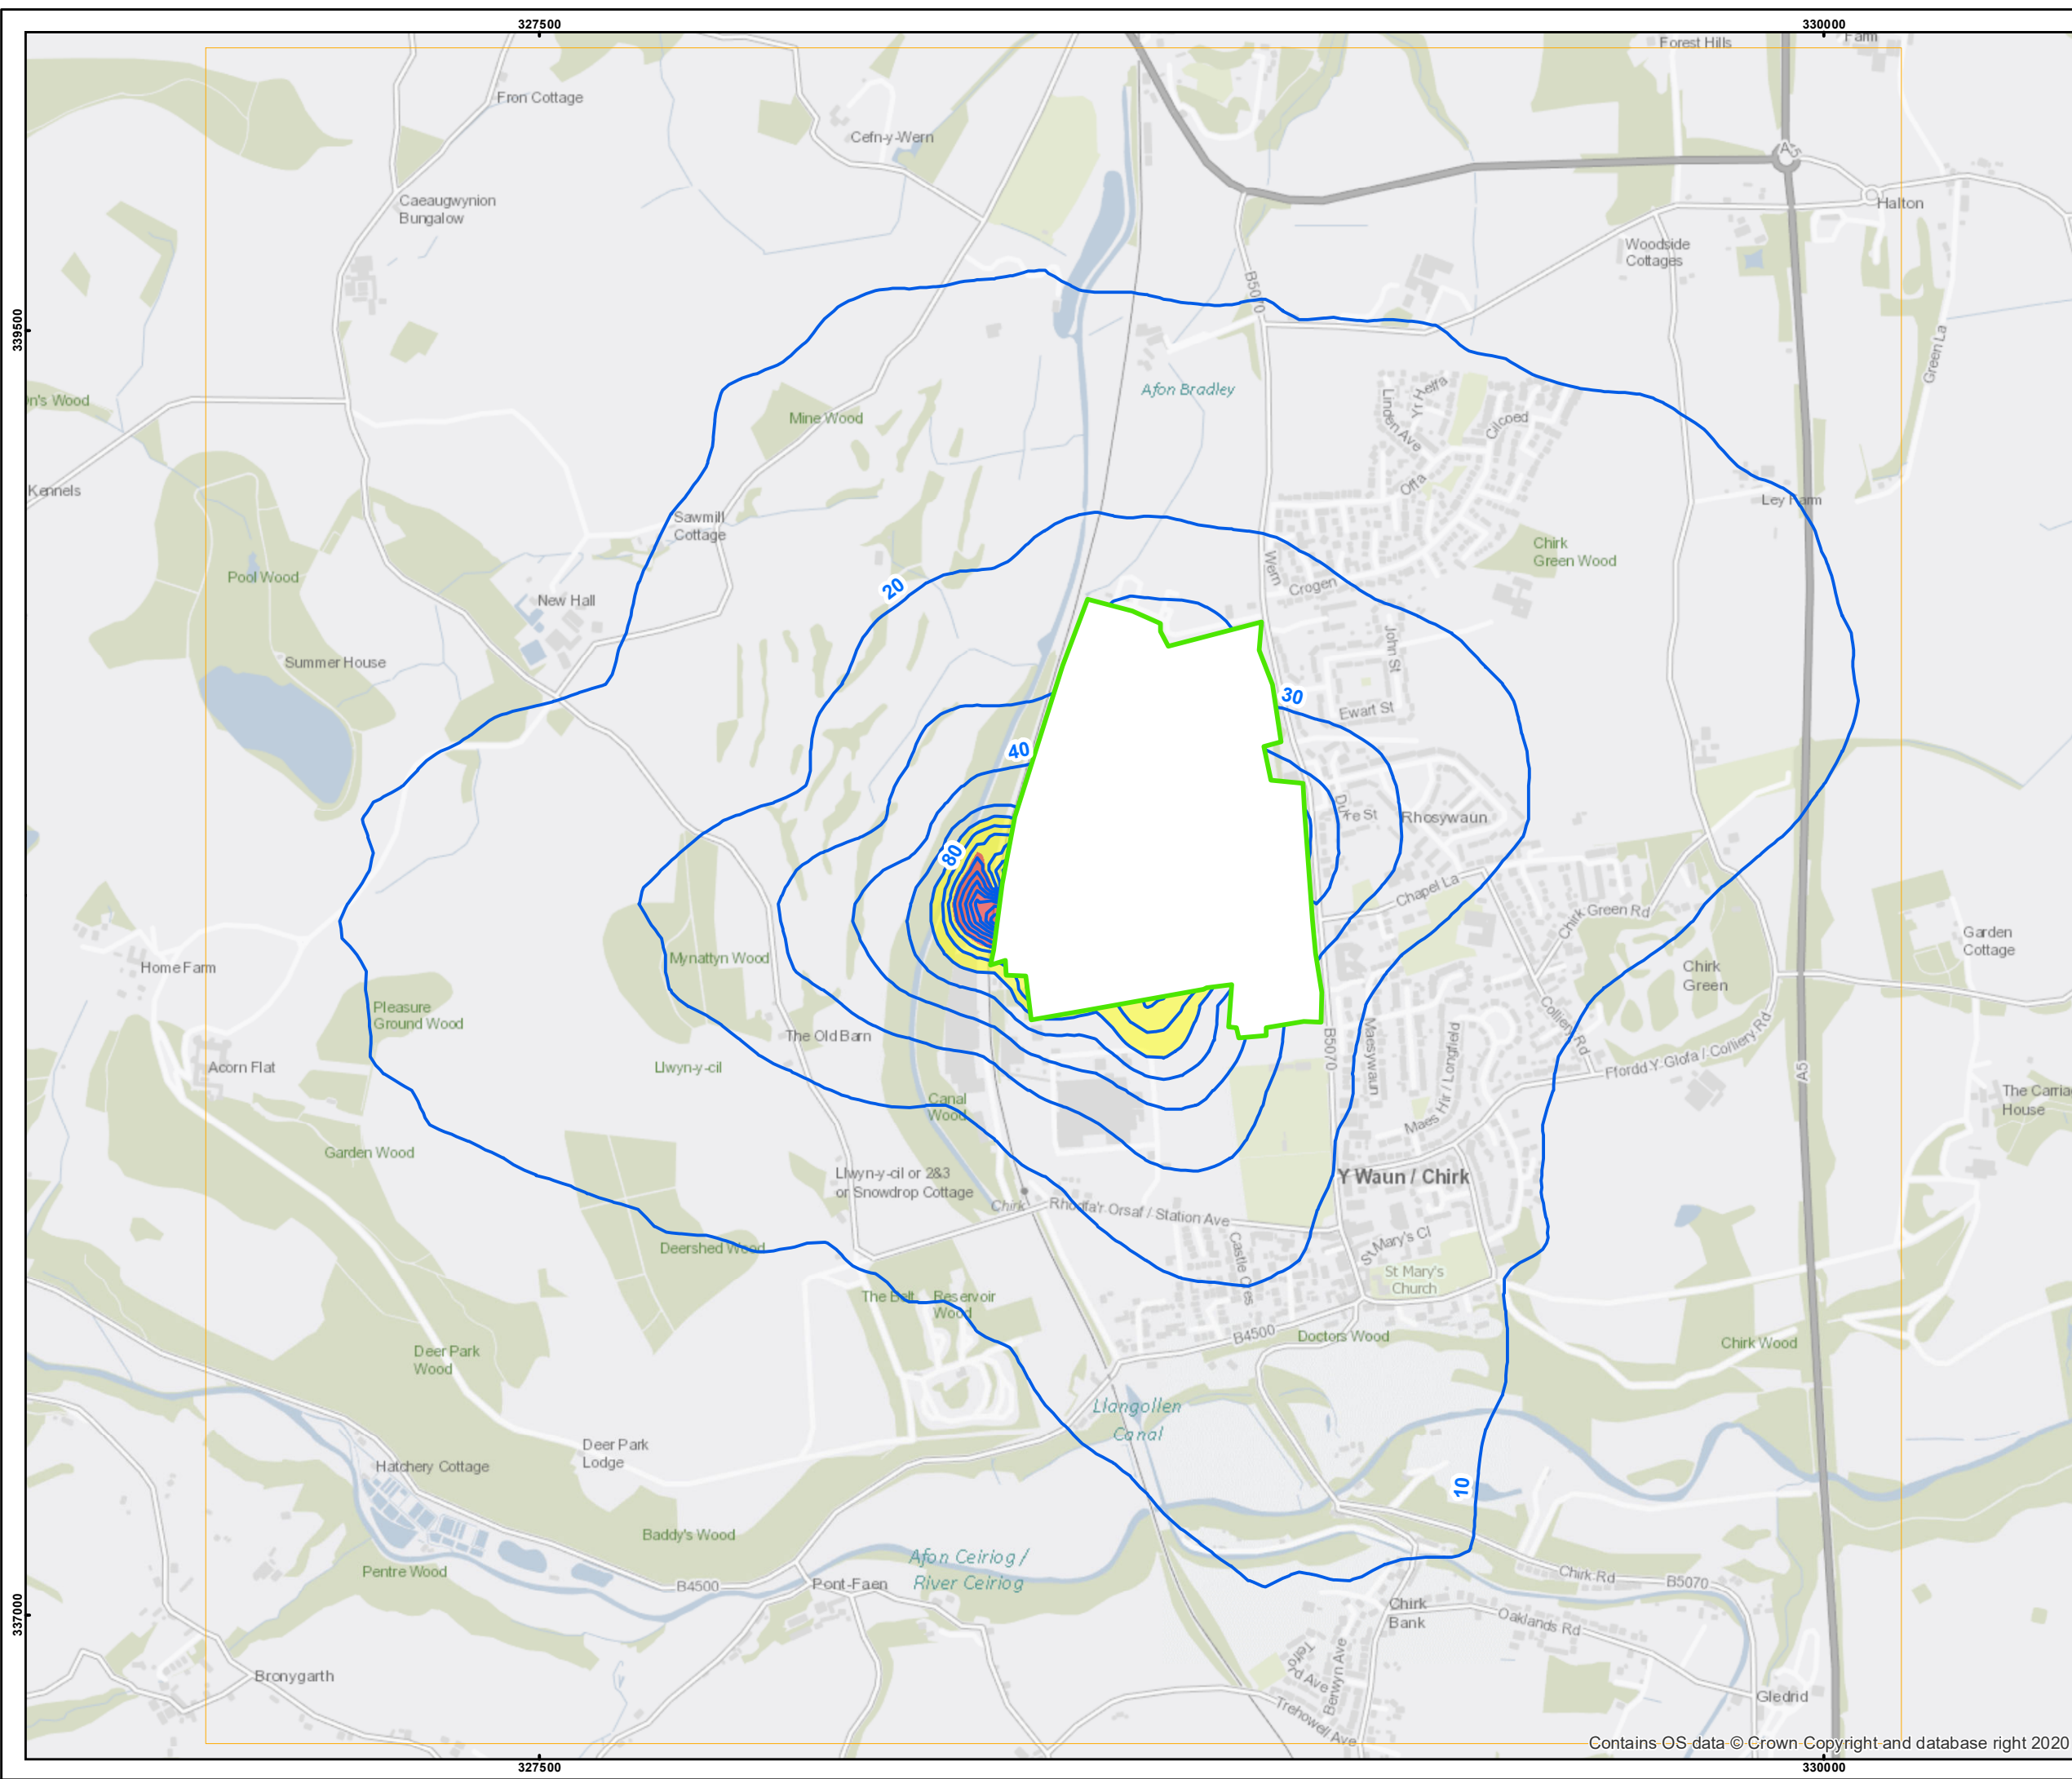 327500
330000
Forest Hills
Farm
Fron Cottage
Cefn-y-Wern
A5
Caeaugwynion
Bungalow
Halton
Woodside
Cottages
B5070
339500
Green La
Afon Bradley
Yr Helfa
Linden Ave
n's Wood
Mine Wood
Gilcoed
Offa
Kennels
Ley Farm
Sawmill
Cottage
Chirk
Green Wood
Pool Wood
Wern
Crogen
20
New Hall
John St
Summer House
30
Ewart St
40
Rhosywaun
80
Chapel La
Chirk Green Rd
Garden
Cottage
Mynattyn Wood
Home Farm
Chirk
Green
Pleasure
Ground Wood
Colliery Rd
The Old Barn
B5070
Maeswaun
Maes Hir / Longfield
Ffordd Y Glofa / Colliery Rd
A5
Acorn Flat
Llwyn-y-cil
Canal
Wood
The Carria
House
Garden Wood
Llwyn-y-cil or 2&3
or Snowdrop Cottage
Y Waun / Chirk
Chirk
Rhodfa'r Orsaf / Station Ave
Castle Cres
St Mary's Cl
Deershed Wood
St Mary's
Church
The Belt
Reservoir
Wood
B4500
Doctors Wood
Chirk Wood
Deer Park
Wood
Llangollen
Canal
Deer Park
Lodge
Hatchery Cottage
10
Baddy's Wood
Afon Ceiriog /
River Ceiriog
Pentre Wood
B4500
Pont-Faen
Chirk Rd
B5070
Chirk
Bank
Oaklands Rd
337000
Telford Ave
Berwyn Ave
Bronygarth
Trehowell Ave
Gledrid
Contains OS data © Crown Copyright and database right 2020
327500
330000